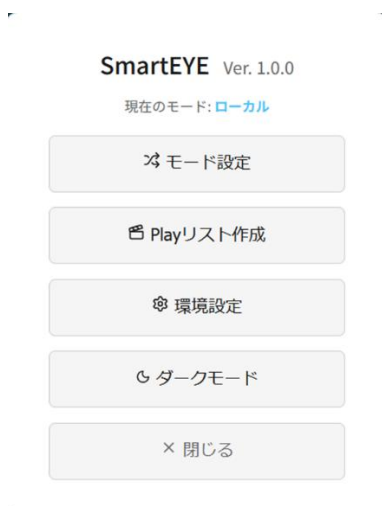 SmartEYE Ver. 1.0.0
現在のモード: ローカル
モード設定
Playリスト作成
環境設定
ダークモード
閉じる